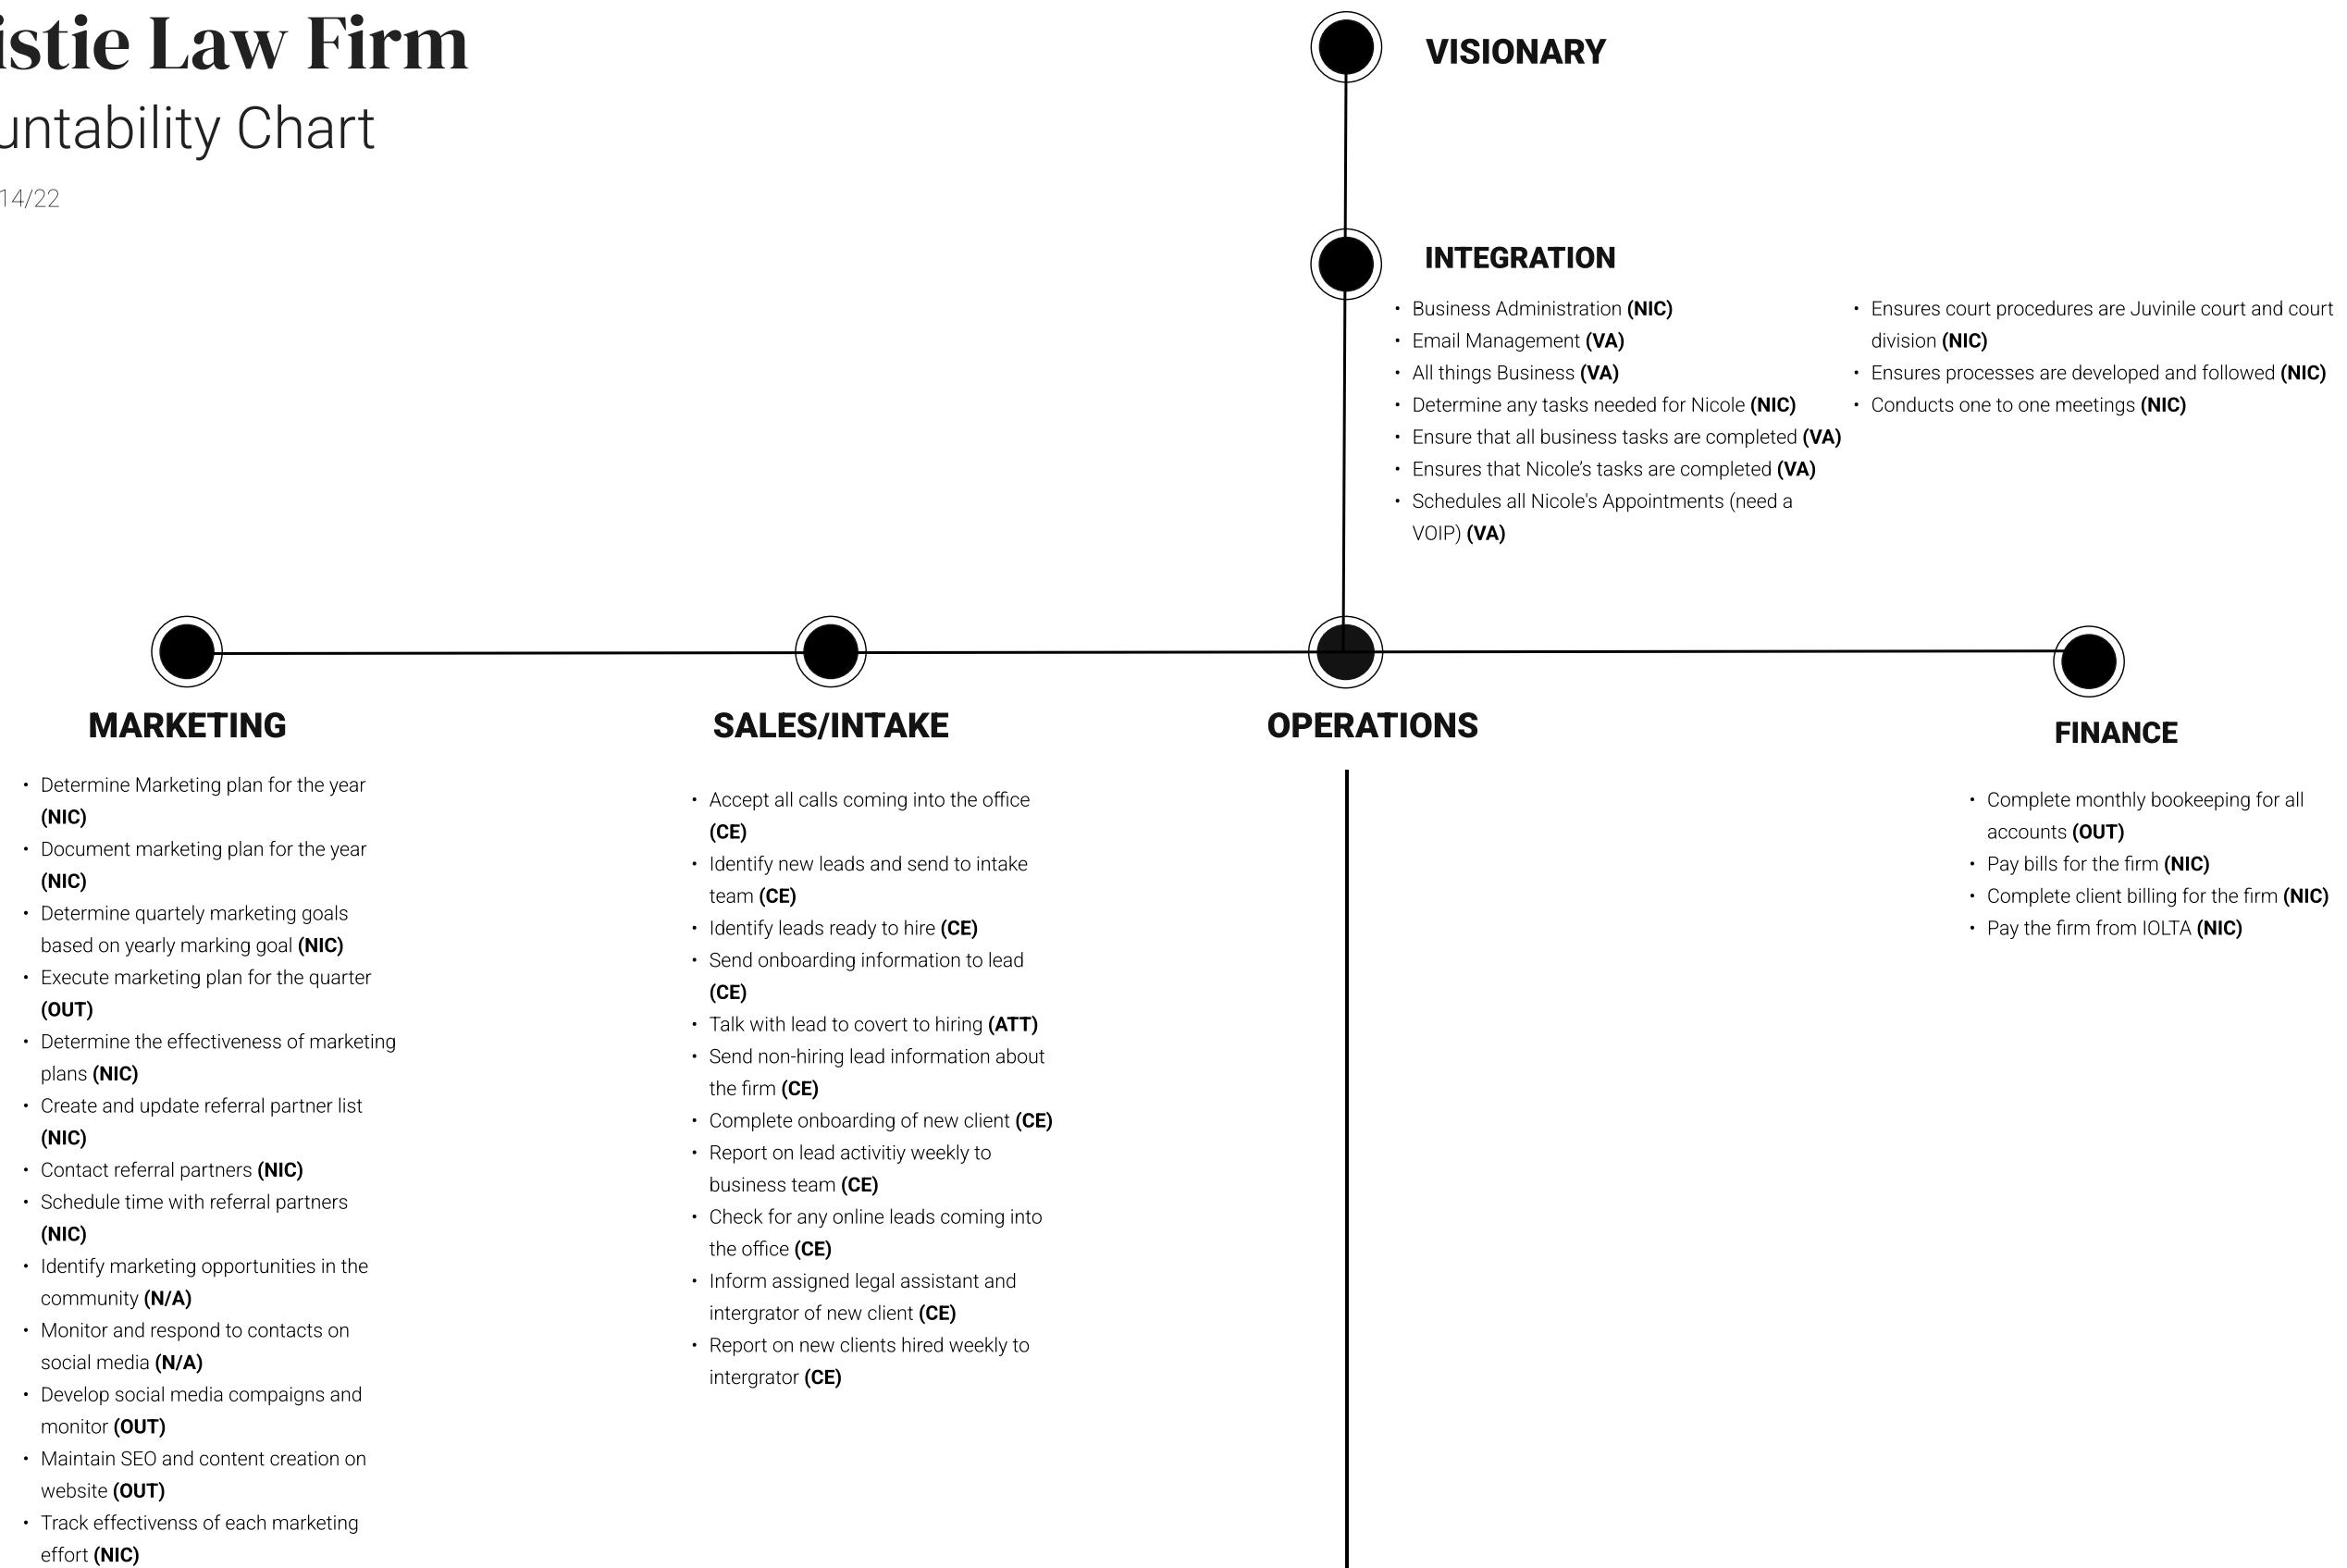 istie Law Firm
untability Chart
14/22
VISIONARY
INTEGRATION
• Business Administration (NIC)
• Email Management (VA)
• All things Business (VA)
• Determine any tasks needed for Nicole (NIC)
• Ensure that all business tasks are completed (VA)
• Ensures that Nicole’s tasks are completed (VA)
• Schedules all Nicole's Appointments (need a
VOIP) (VA)
• Ensures court procedures are Juvinile court and court
division (NIC)
• Ensures processes are developed and followed (NIC)
• Conducts one to one meetings (NIC)
MARKETING
• Determine Marketing plan for the year
(NIC)
• Document marketing plan for the year
(NIC)
• Determine quartely marketing goals
based on yearly marking goal (NIC)
• Execute marketing plan for the quarter
(OUT)
• Determine the effectiveness of marketing
plans (NIC)
• Create and update referral partner list
(NIC)
• Contact referral partners (NIC)
• Schedule time with referral partners
(NIC)
• Identify marketing opportunities in the
community (N/A)
• Monitor and respond to contacts on
social media (N/A)
• Develop social media compaigns and
monitor (OUT)
• Maintain SEO and content creation on
website (OUT)
• Track effectivenss of each marketing
effort (NIC)
SALES/INTAKE
• Accept all calls coming into the office
(CE)
• Identify new leads and send to intake
team (CE)
• Identify leads ready to hire (CE)
• Send onboarding information to lead
(CE)
• Talk with lead to covert to hiring (ATT)
• Send non-hiring lead information about
the firm (CE)
• Complete onboarding of new client (CE)
• Report on lead activitiy weekly to
business team (CE)
• Check for any online leads coming into
the office (CE)
• Inform assigned legal assistant and
intergrator of new client (CE)
• Report on new clients hired weekly to
intergrator (CE)
OPERATIONS
FINANCE
• Complete monthly bookeeping for all
accounts (OUT)
• Pay bills for the firm (NIC)
• Complete client billing for the firm (NIC)
• Pay the firm from IOLTA (NIC)